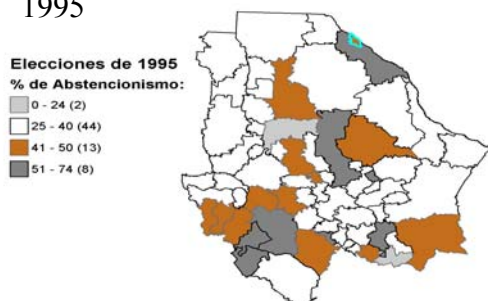 1995
Elecciones de 1995
% de Abstencionismo:
0 - 24 (2)
25 - 40 (44)
41 - 50 (13)
51 - 74 (8)